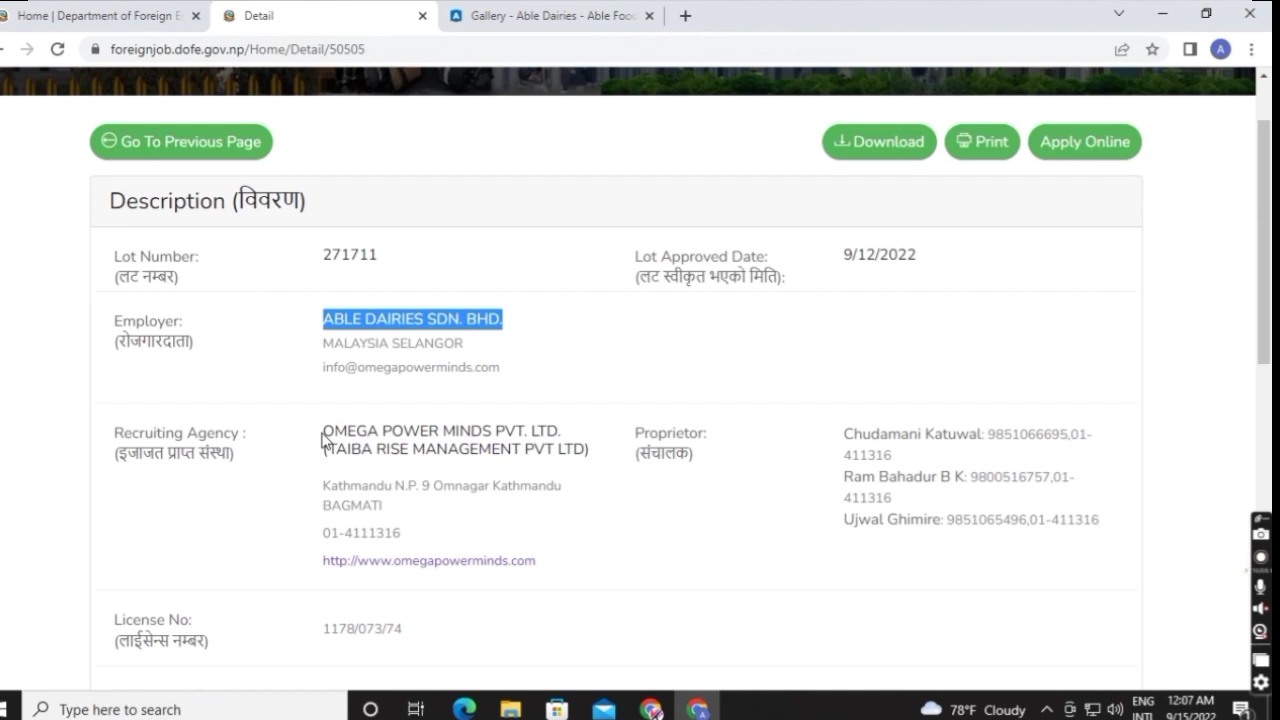 Home | Department of Foreign E
Detail
Gallery - Able Dairies - Able Foo
foreignjob.dofe.gov.np/Home/Detail/50505
A
Go To Previous Page
Download
Print
Apply Online
Description (विवरण)
Lot Number:
(लट नम्बर)
271711
Lot Approved Date:
(लट स्वीकृत भएको मिति):
9/12/2022
Employer:
(रोजगारदाता)
ABLE DAIRIES SDN. BHD.
MALAYSIA SELANGOR
info@omegapowerminds.com
Recruiting Agency :
(इजाजत प्राप्त संस्था)
OMEGA POWER MINDS PVT. LTD.
(TAIBA RISE MANAGEMENT PVT LTD)
Kathmandu N.P. 9 Omnagar Kathmandu
BAGMATI
01-4111316
http://www.omegapowerminds.com
Proprietor:
(संचालक)
Chudamani Katuwal: 9851066695,01-
411316
Ram Bahadur B K: 9800516757,01-
411316
Ujwal Ghimire: 9851065496,01-411316
License No:
(लाईसेन्स नम्बर)
1178/073/74
Type here to search
78°F Cloudy
ENG
INTL
12:07 AM
9/15/2022